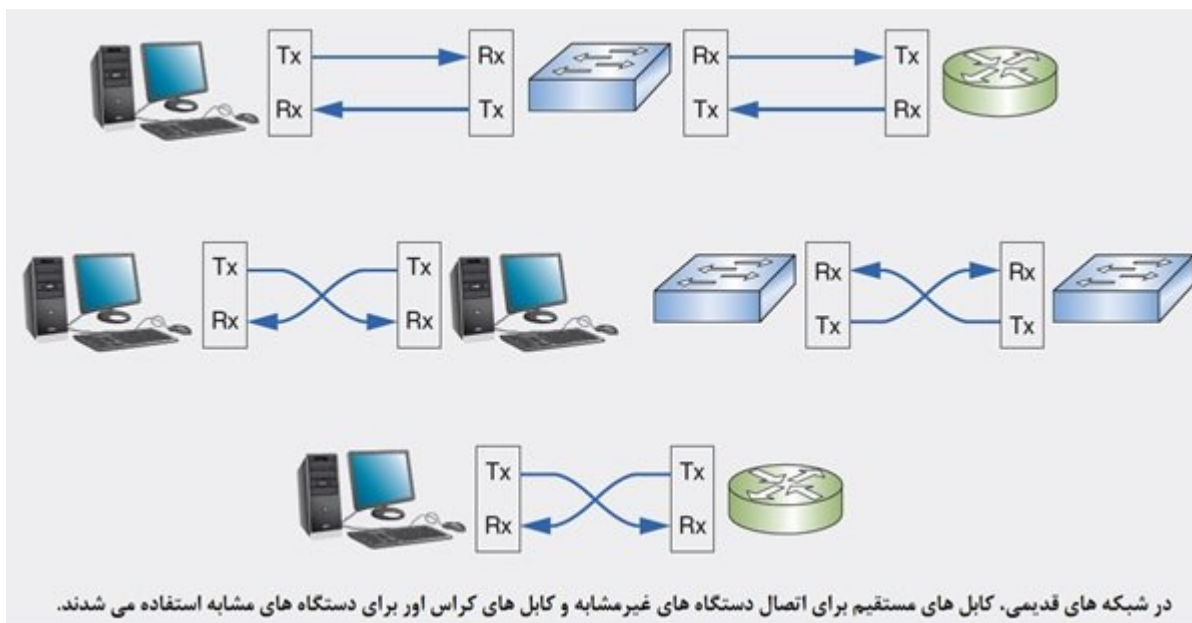 Tx Rx Rx Tx
Rx Tx Tx Rx
Tx Tx Rx Rx
Rx Rx Tx Tx
Tx Tx
Rx Rx
در شبکه های قدیمی، کابل های مستقیم برای اتصال دستگاه های غیرمشابه و کابل های کراس اور برای دستگاه های مشابه استفاده می شدند.